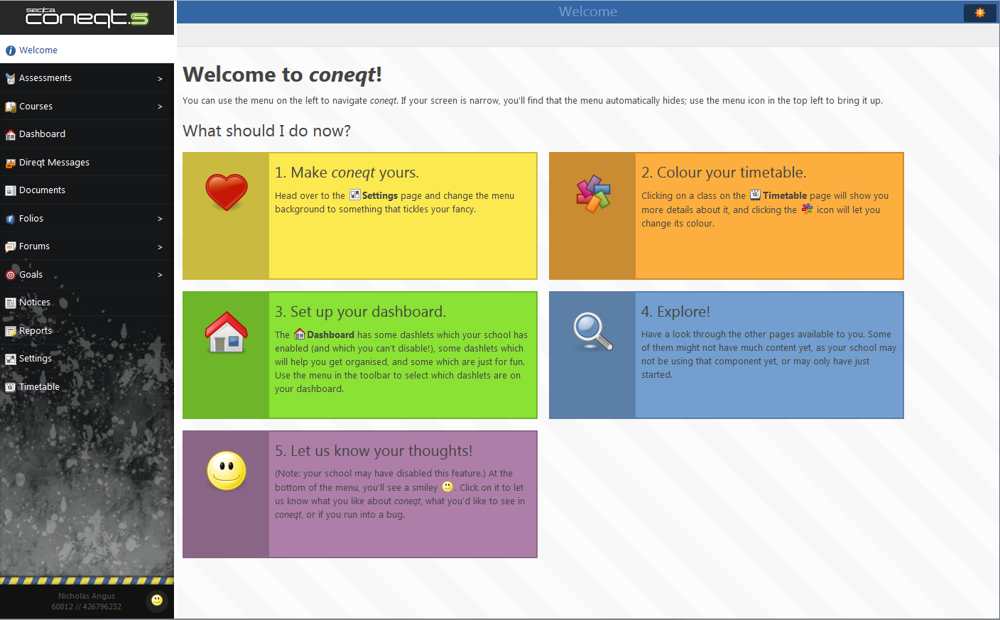 seqta
coneqt.s
Welcome
Welcome
Assessments >
Courses >
Dashboard
Direqt Messages
Documents
Folios >
Forums >
Goals >
Notices
Reports
Settings
Timetable
Nicholas Angus
60812 // 426796232
Welcome to coneqt!
You can use the menu on the left to navigate coneqt. If your screen is narrow, you'll find that the menu automatically hides; use the menu icon in the top left to bring it up.
What should I do now?
1. Make coneqt yours.
Head over to the Settings page and change the menu
background to something that tickles your fancy.
2. Colour your timetable.
Clicking on a class on the Timetable page will show you
more details about it, and clicking the icon will let you
change its colour.
3. Set up your dashboard.
The Dashboard has some dashlets which your school has
enabled (and which you can't disable!), some dashlets which
will help you get organised, and some which are just for fun.
Use the menu in the toolbar to select which dashlets are on
your dashboard.
4. Explore!
Have a look through the other pages available to you. Some
of them might not have much content yet, as your school may
not be using that component yet, or may only have just
started.
5. Let us know your thoughts!
(Note: your school may have disabled this feature.) At the
bottom of the menu, you'll see a smiley . Click on it to let
us know what you like about coneqt, what you'd like to see in
coneqt, or if you run into a bug.